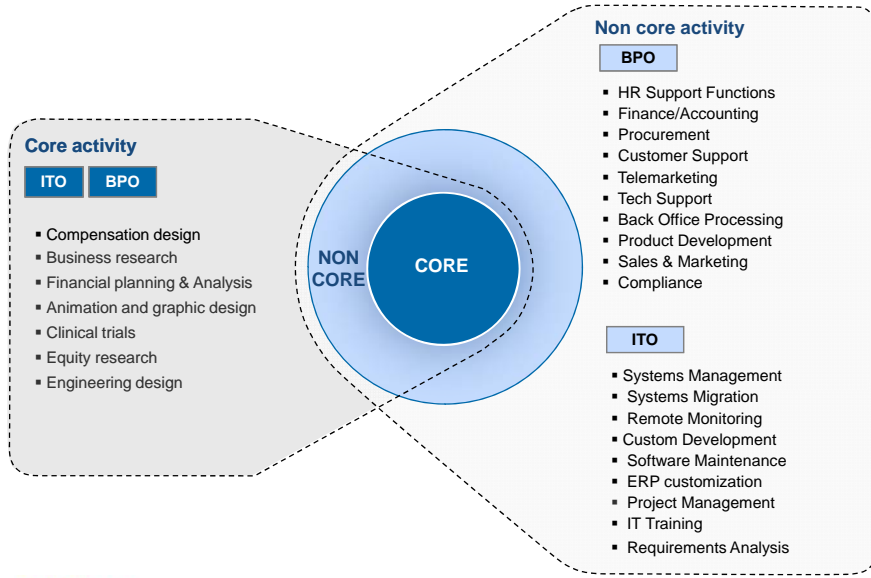 Non core activity
BPO
HR Support Functions
Finance/Accounting
Procurement
Customer Support
Telemarketing
Tech Support
Back Office Processing
Product Development
Sales & Marketing
Compliance
Core activity
ITO BPO
Compensation design
Business research
Financial planning & Analysis
Animation and graphic design
Clinical trials
Equity research
Engineering design
NON
CORE
CORE
ITO
Systems Management
Systems Migration
Remote Monitoring
Custom Development
Software Maintenance
ERP customization
Project Management
IT Training
Requirements Analysis